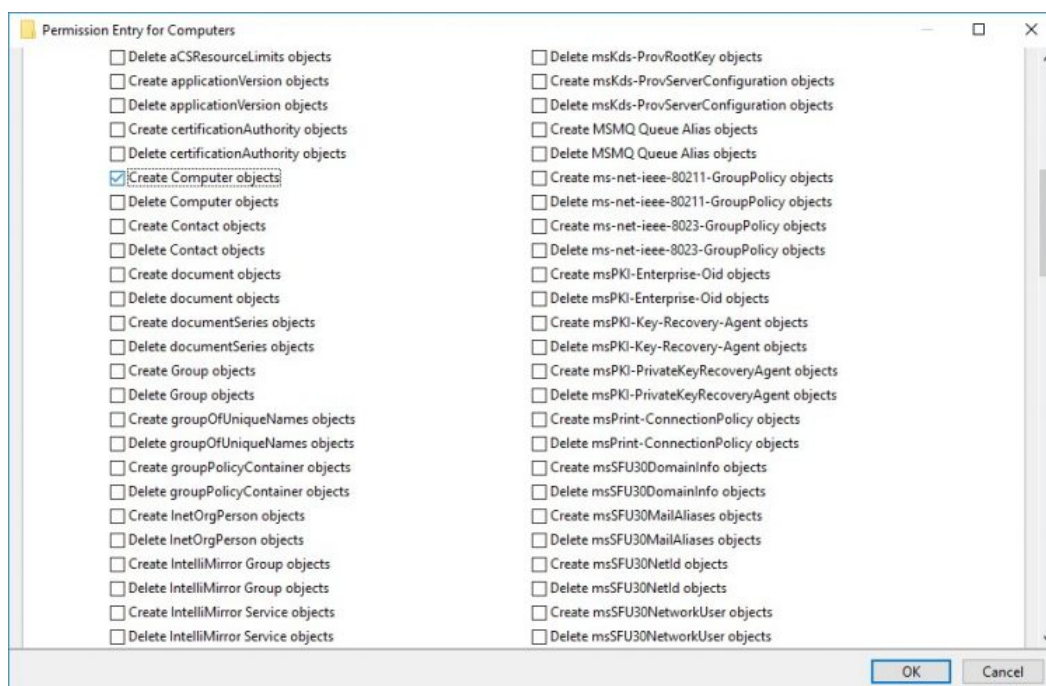 Permission Entry for Computers
Delete aCSResourceLimits objects
Create applicationVersion objects
Delete applicationVersion objects
Create certificationAuthority objects
Delete certificationAuthority objects
Create Computer objects
Delete Computer objects
Create Contact objects
Delete Contact objects
Create document objects
Delete document objects
Create documentSeries objects
Delete documentSeries objects
Create Group objects
Delete Group objects
Create groupOfUniqueNames objects
Delete groupOfUniqueNames objects
Create groupPolicyContainer objects
Delete groupPolicyContainer objects
Create InetOrgPerson objects
Delete InetOrgPerson objects
Create IntelliMirror Group objects
Delete IntelliMirror Group objects
Create IntelliMirror Service objects
Delete IntelliMirror Service objects
Delete msKds-ProvRootKey objects
Create msKds-ProvServerConfiguration objects
Delete msKds-ProvServerConfiguration objects
Create MSMQ Queue Alias objects
Delete MSMQ Queue Alias objects
Create ms-net-ieee-80211-GroupPolicy objects
Delete ms-net-ieee-80211-GroupPolicy objects
Create ms-net-ieee-8023-GroupPolicy objects
Delete ms-net-ieee-8023-GroupPolicy objects
Create msPKI-Enterprise-Oid objects
Delete msPKI-Enterprise-Oid objects
Create msPKI-Key-Recovery-Agent objects
Delete msPKI-Key-Recovery-Agent objects
Create msPKI-PrivateKeyRecoveryAgent objects
Delete msPKI-PrivateKeyRecoveryAgent objects
Create msPrint-ConnectionPolicy objects
Delete msPrint-ConnectionPolicy objects
Create msSFU30DomainInfo objects
Delete msSFU30DomainInfo objects
Create msSFU30MailAliases objects
Delete msSFU30MailAliases objects
Create msSFU30NetId objects
Delete msSFU30NetId objects
Create msSFU30NetworkUser objects
Delete msSFU30NetworkUser objects
OK
Cancel